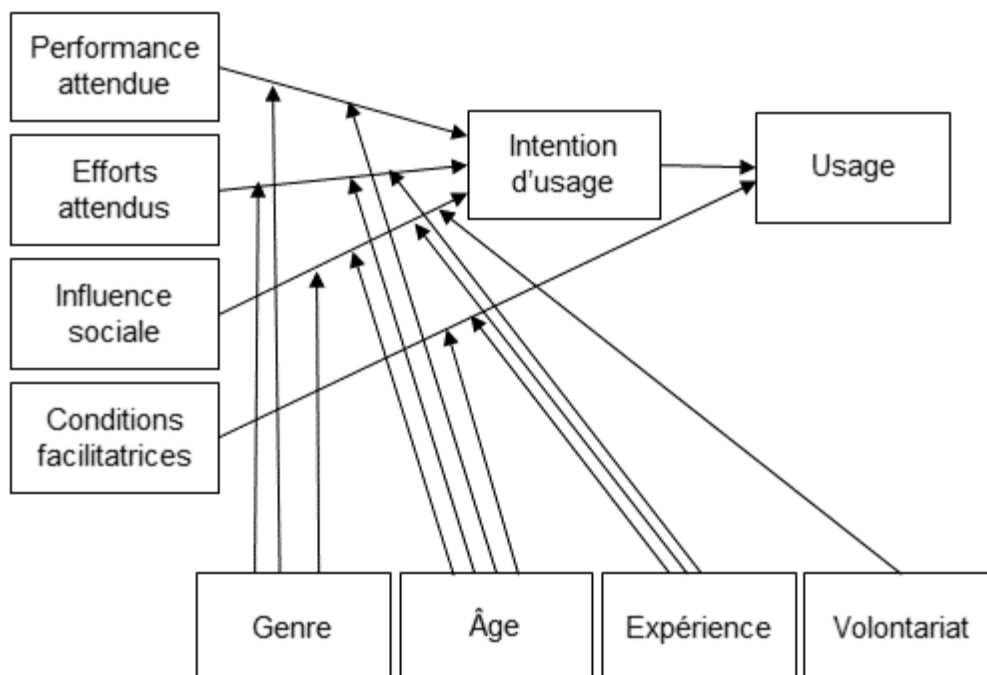 Performance
attendue
Efforts
attendus
Influence
sociale
Conditions
facilitatrices
Intention
d'usage
Usage
Genre
Âge
Expérience
Volontariat